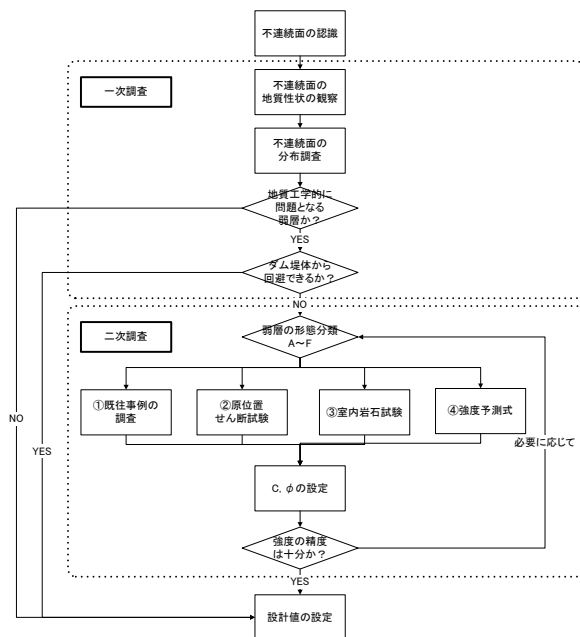 不連続面の認識
一次調査
不連続面の
地質性状の観察
不連続面の
分布調査
地質工学的に
問題となる
弱層か？
YES
ダム堤体から
回避できるか？
NO
二次調査
弱層の形態分類
A～F
①既往事例の
調査
②原位置
せん断試験
③室内岩石試験
④強度予測式
NO
YES
必要に応じて
C, φの設定
強度の精度
は十分か？
YES
設計値の設定